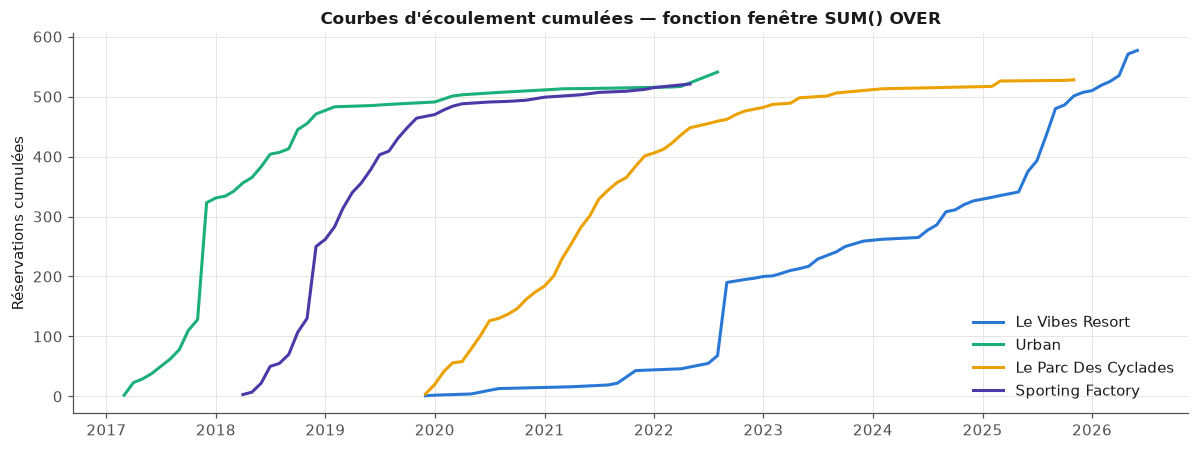 Courbes d'écoulement cumulées — fonction fenêtre SUM() OVER
Réservations cumulées
600
500
400
300
200
100
0
2017 2018 2019 2020 2021 2022 2023 2024 2025 2026
Le Vibes Resort
Urban
Le Parc Des Cyclades
Sporting Factory